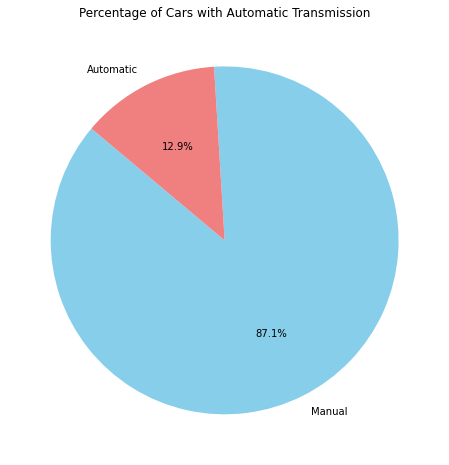 Percentage of Cars with Automatic Transmission
Automatic
12.9%
87.1%
Manual